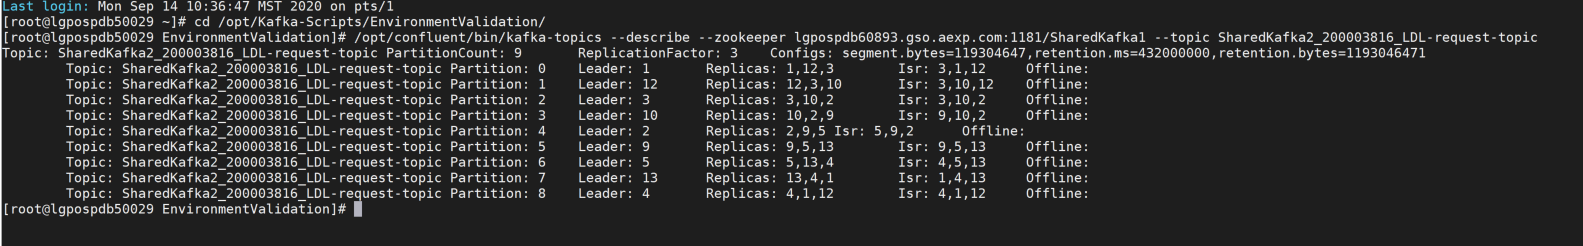 Last login: Mon Sep 14 10:36:47 MST 2020 on pts/1
[root@lgpospdb50029 ~]# cd /opt/Kafka-Scripts/EnvironmentValidation/
[root@lgpospdb50029 EnvironmentValidation]# /opt/confluent/bin/kafka-topics --describe --zookeeper lgpospdb60893.gso.aexp.com:1181/SharedKafka1 --topic SharedKafka2_200003816_LDL-request-topic
Topic: SharedKafka2_200003816_LDL-request-topic PartitionCount: 9 ReplicationFactor: 3 Configs: segment.bytes=119304647,retention.ms=432000000,retention.bytes=1193046471
Topic: SharedKafka2_200003816_LDL-request-topic Partition: 0 Leader: 1 Replicas: 1,12,3 Isr: 3,1,12 Offline:
Topic: SharedKafka2_200003816_LDL-request-topic Partition: 1 Leader: 12 Replicas: 12,3,10 Isr: 3,10,12 Offline:
Topic: SharedKafka2_200003816_LDL-request-topic Partition: 2 Leader: 3 Replicas: 3,10,2 Isr: 3,10,2 Offline:
Topic: SharedKafka2_200003816_LDL-request-topic Partition: 3 Leader: 10 Replicas: 10,2,9 Isr: 9,10,2 Offline:
Topic: SharedKafka2_200003816_LDL-request-topic Partition: 4 Leader: 2 Replicas: 2,9,5 Isr: 5,9,2 Offline:
Topic: SharedKafka2_200003816_LDL-request-topic Partition: 5 Leader: 9 Replicas: 9,5,13 Isr: 9,5,13 Offline:
Topic: SharedKafka2_200003816_LDL-request-topic Partition: 6 Leader: 5 Replicas: 5,13,4 Isr: 4,5,13 Offline:
Topic: SharedKafka2_200003816_LDL-request-topic Partition: 7 Leader: 13 Replicas: 13,4,1 Isr: 1,4,13 Offline:
Topic: SharedKafka2_200003816_LDL-request-topic Partition: 8 Leader: 4 Replicas: 4,1,12 Isr: 4,1,12 Offline:
[root@lgpospdb50029 EnvironmentValidation]#